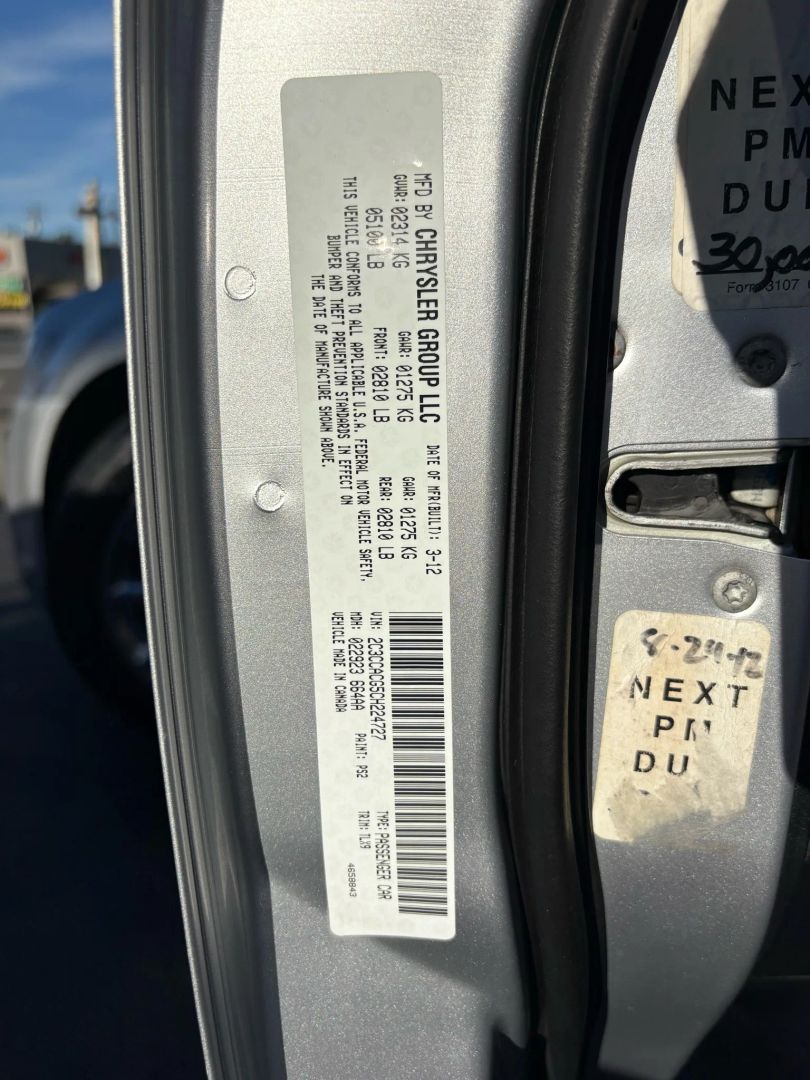 MFD BY CHRYSLER GROUP LLC
DATE OF MFR(BUILT): 3-12
GVWR: 02314 KG
GAWR: 01275 KG
GAWR: 01275 KG
05100 LB
FRONT: 02810 LB
REAR: 02810 LB
THIS VEHICLE CONFORMS TO ALL APPLICABLE U.S.A. FEDERAL MOTOR VEHICLE SAFETY,
BUMPER AND THEFT PREVENTION STANDARDS IN EFFECT ON
THE DATE OF MANUFACTURE SHOWN ABOVE.
VIN: 2C3CCACG5CH224727
TYPE: PASSENGER CAR
MDH: 022923 664AA
PAINT: PS2
TRIM: TLX9
VEHICLE MADE IN CANADA
4658843
NEX
PM
DU
30,00
Form 3107
8-24-12
NEXT
PM
DU